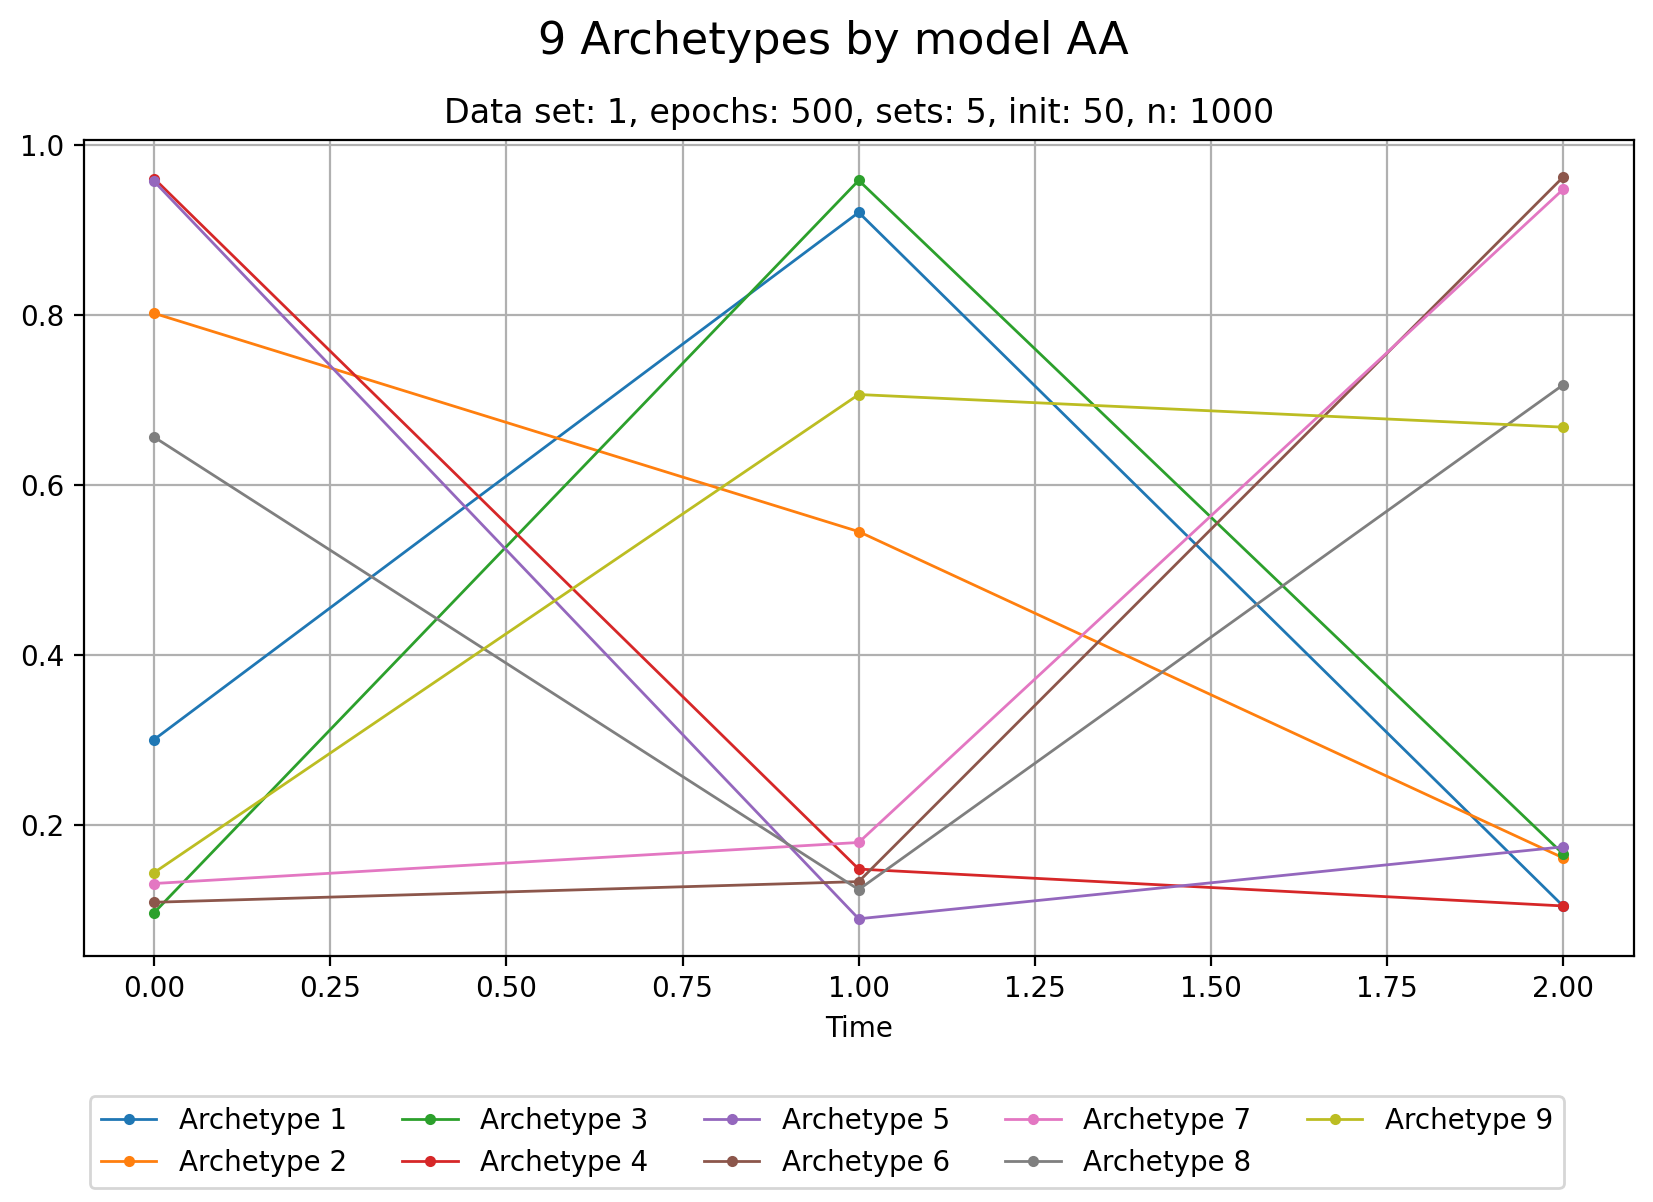 9 Archetypes by model AA
Data set: 1, epochs: 500, sets: 5, init: 50, n: 1000
1.0
0.8
0.6
0.4
0.2
0.00 0.25 0.50 0.75 1.00 1.25 1.50 1.75 2.00
Time
Archetype 1 Archetype 3 Archetype 5 Archetype 7 Archetype 9
Archetype 2 Archetype 4 Archetype 6 Archetype 8